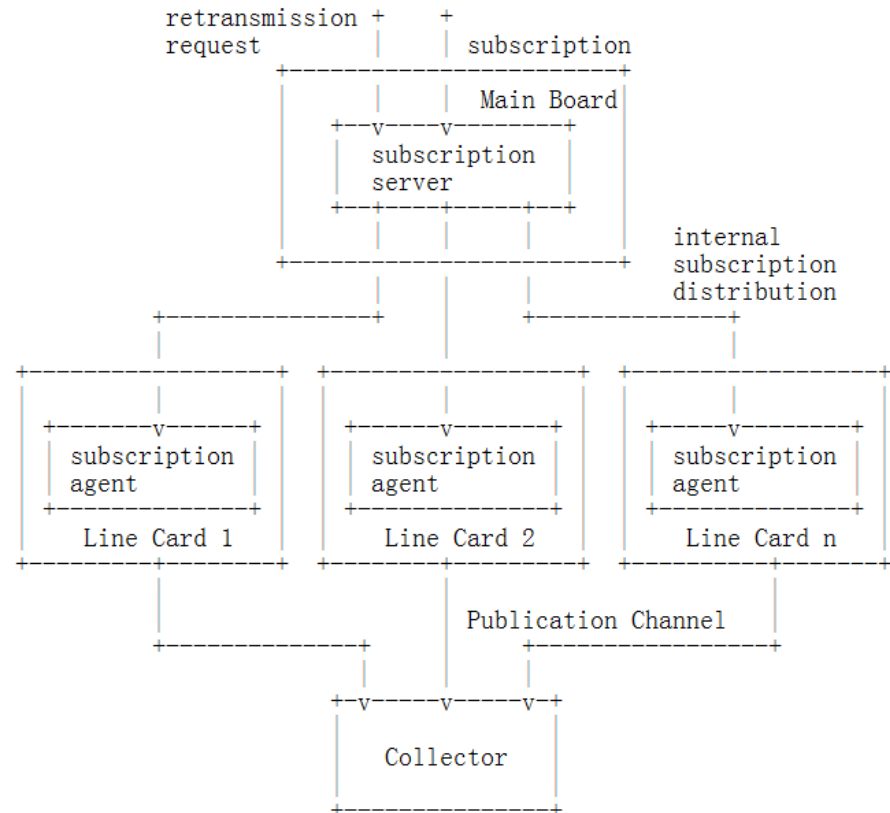 retransmission
request
subscription
Main Board
subscription
server
internal
subscription
distribution
subscription
agent
Line Card 1
subscription
agent
Line Card 2
subscription
agent
Line Card n
Publication Channel
Collector